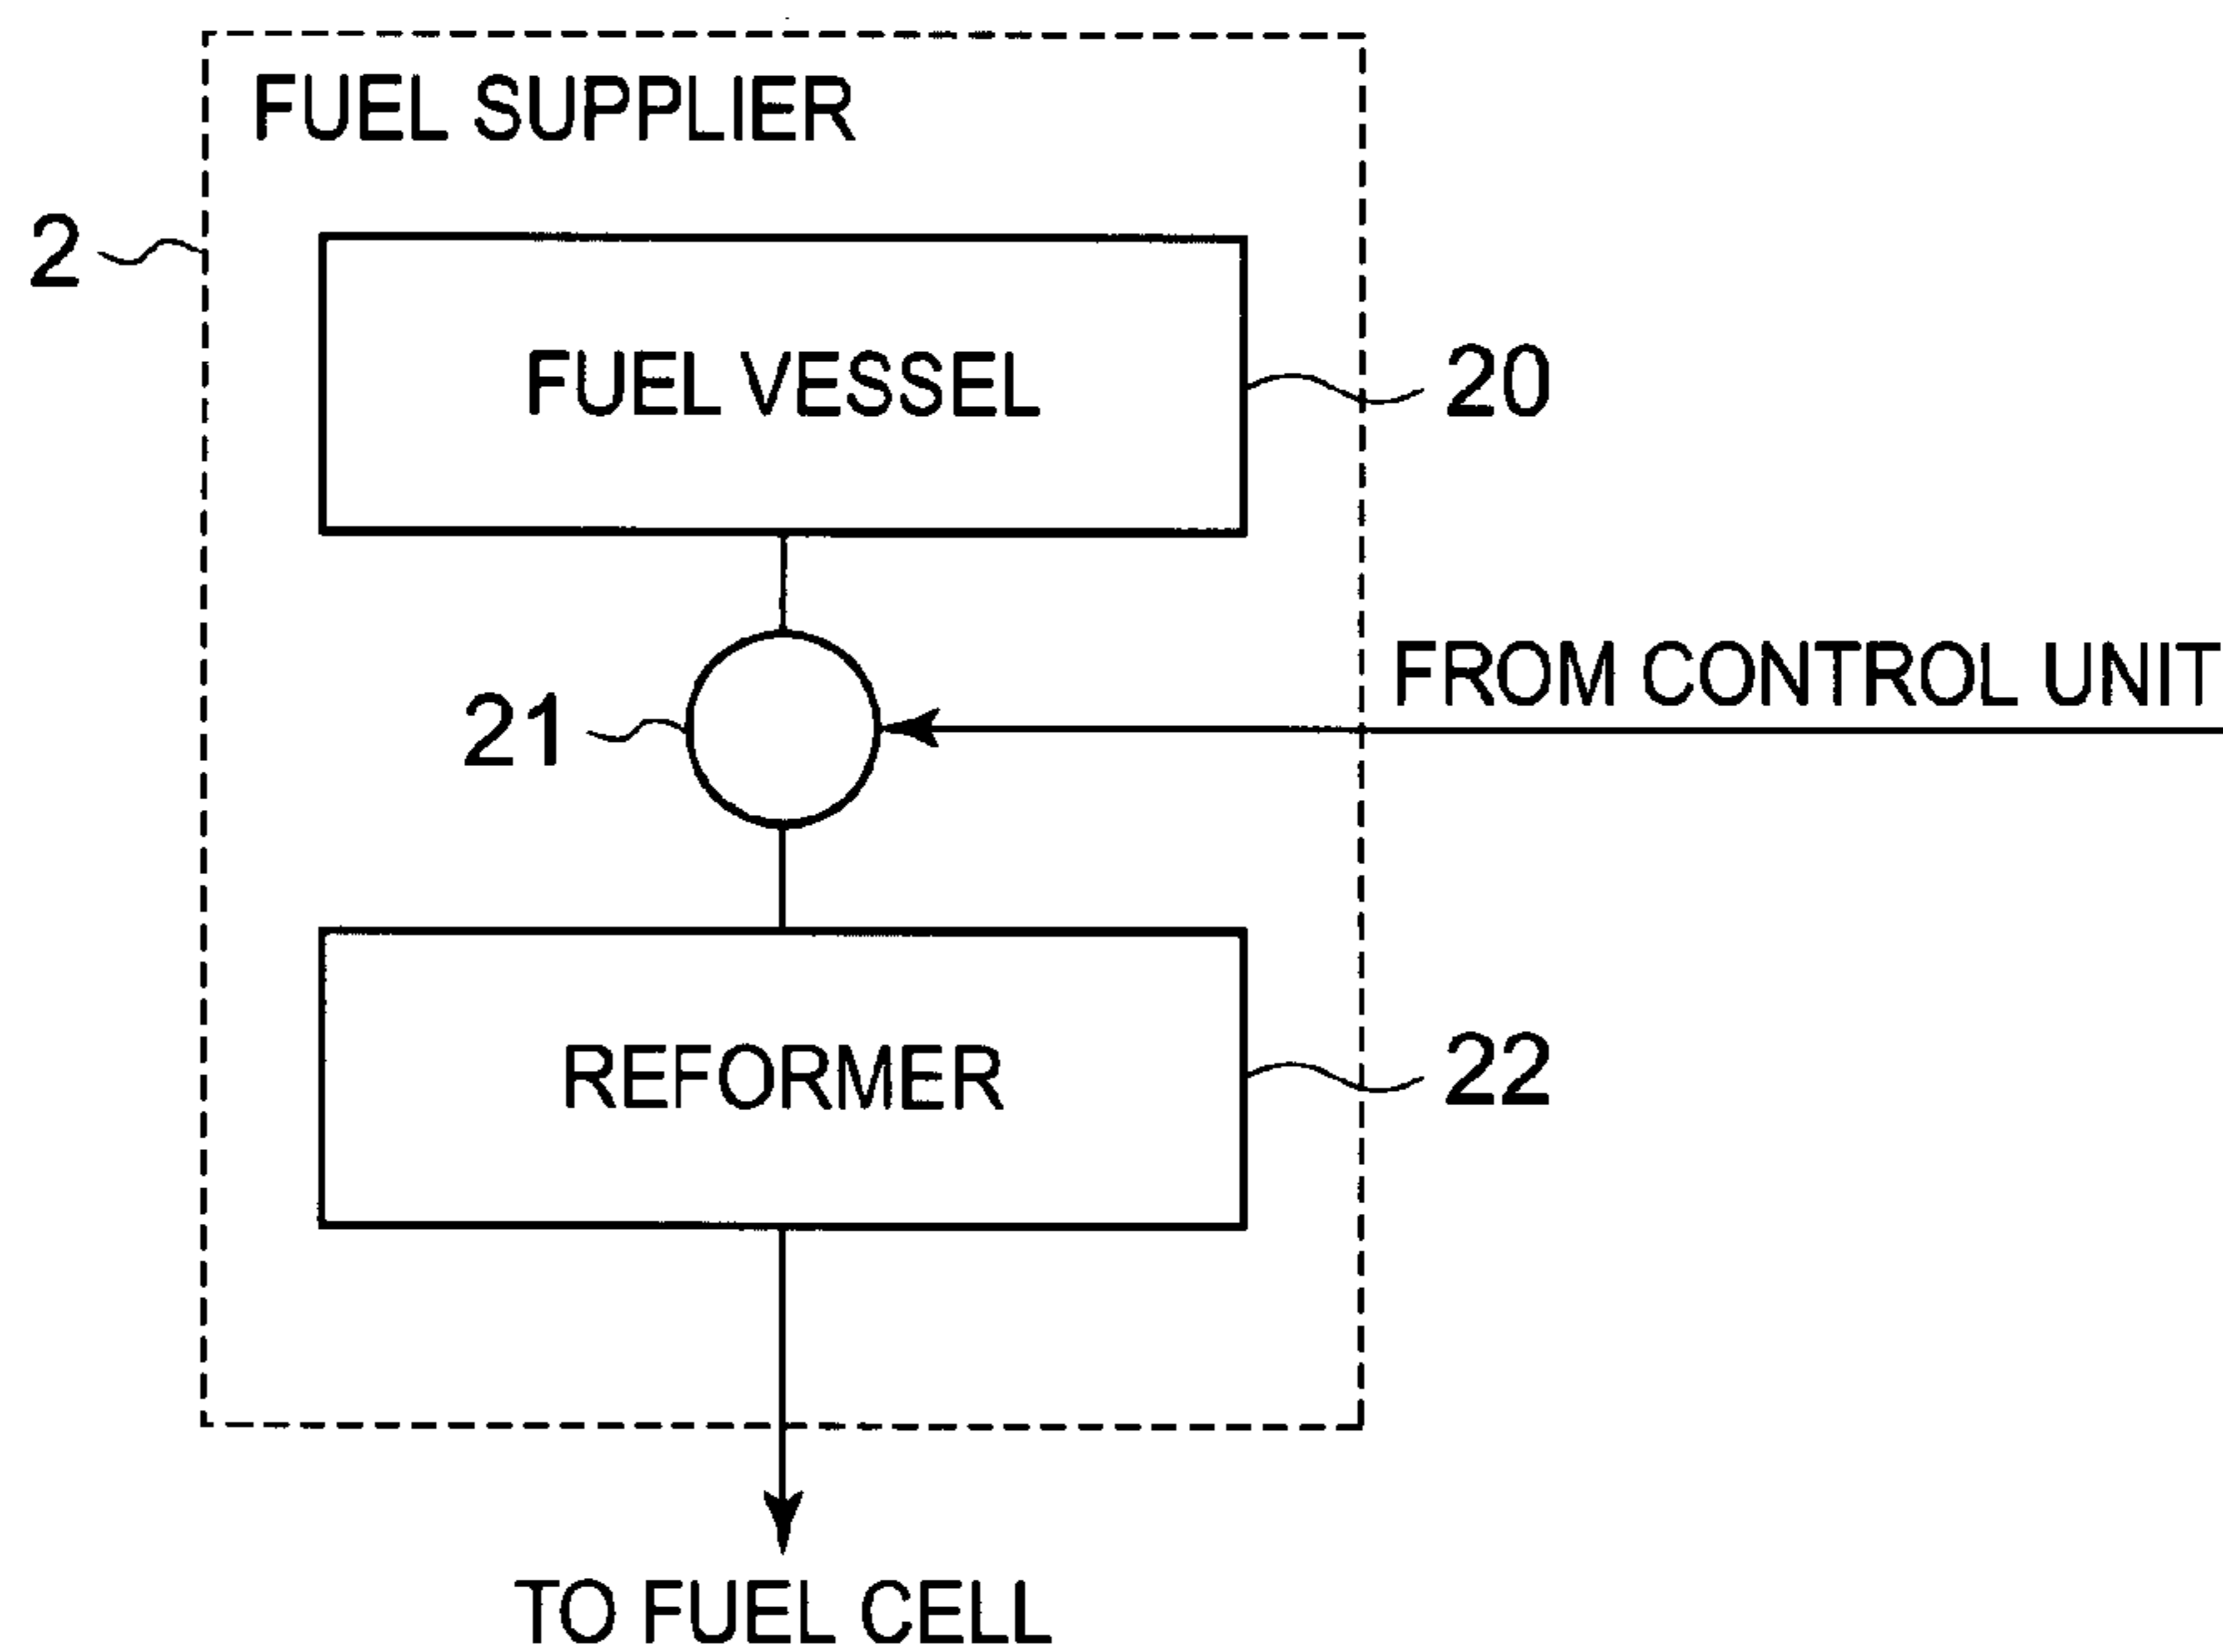 FUEL SUPPLIER
2
FUEL VESSEL
20
FROM CONTROL UNIT
21
REFORMER
22
TO FUEL CELL